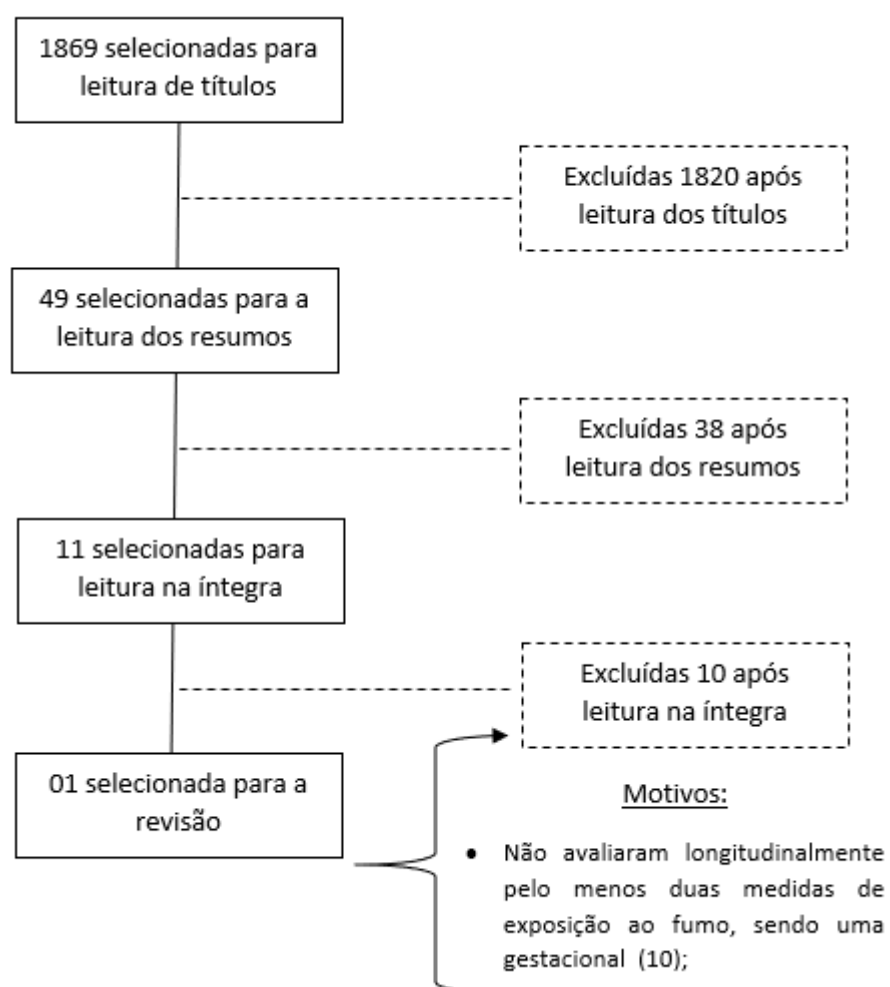 1869 selecionadas para
leitura de títulos
Excluídas 1820 após
leitura dos títulos
49 selecionadas para a
leitura dos resumos
Excluídas 38 após
leitura dos resumos
11 selecionadas para
leitura na íntegra
Excluídas 10 após
leitura na íntegra
01 selecionada para a
revisão
Motivos:
• Não avaliaram longitudinalmente
pelo menos duas medidas de
exposição ao fumo, sendo uma
gestacional (10);